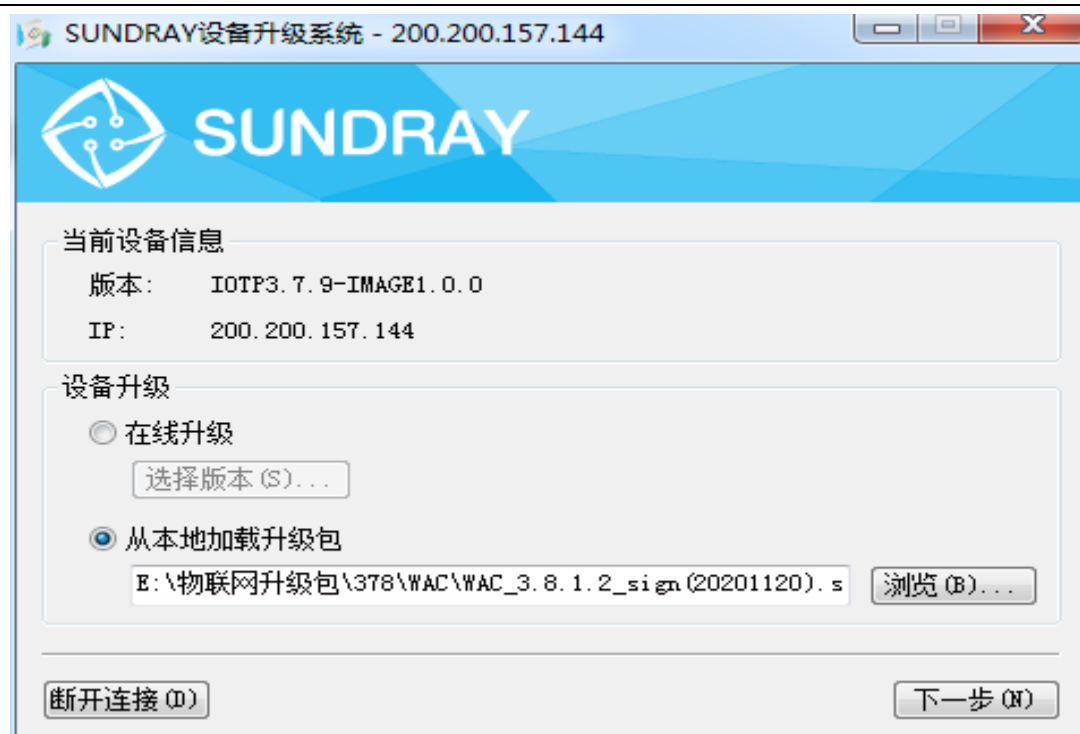 SUNDRAY设备升级系统 - 200.200.157.144
SUNDRAY
当前设备信息
版本: IOTP3.7.9-IMAGE1.0.0
IP: 200.200.157.144
设备升级
在线升级
选择版本(S)...
从本地加载升级包
E:\物联网升级包\378\WAC\WAC_3.8.1.2_sign(20201120).s 浏览(B)...
断开连接(D) 下一步(N)